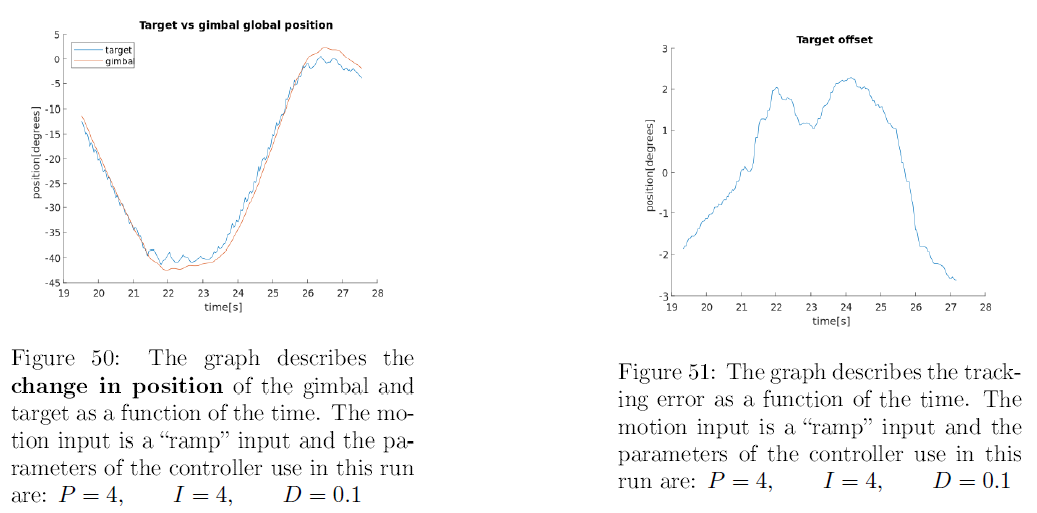 Target vs gimbal global position
target
gimbal
5
0
-5
-10
-15
-20
-25
-30
-35
-40
-45
position[degrees]
19 20 21 22 23 24 25 26 27 28
time[s]
Figure 50: The graph describes the
change in position of the gimbal and
target as a function of the time. The mo-
tion input is a “ramp” input and the pa-
rameters of the controller use in this run
are: P = 4, I = 4, D = 0.1
Target offset
3
2
1
0
-1
-2
-3
position[degrees]
19 20 21 22 23 24 25 26 27 28
time[s]
Figure 51: The graph describes the track-
ing error as a function of the time. The
motion input is a “ramp” input and the
parameters of the controller use in this
run are: P = 4, I = 4, D = 0.1